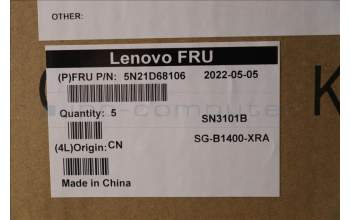 OTHER:
Lenovo FRU
(P)FRU P/N: 5N21D68106 2022-05-05
Quantity: 5
SN3101B
SG-B1400-XRA
(4L)Origin: CN
Made in China
K